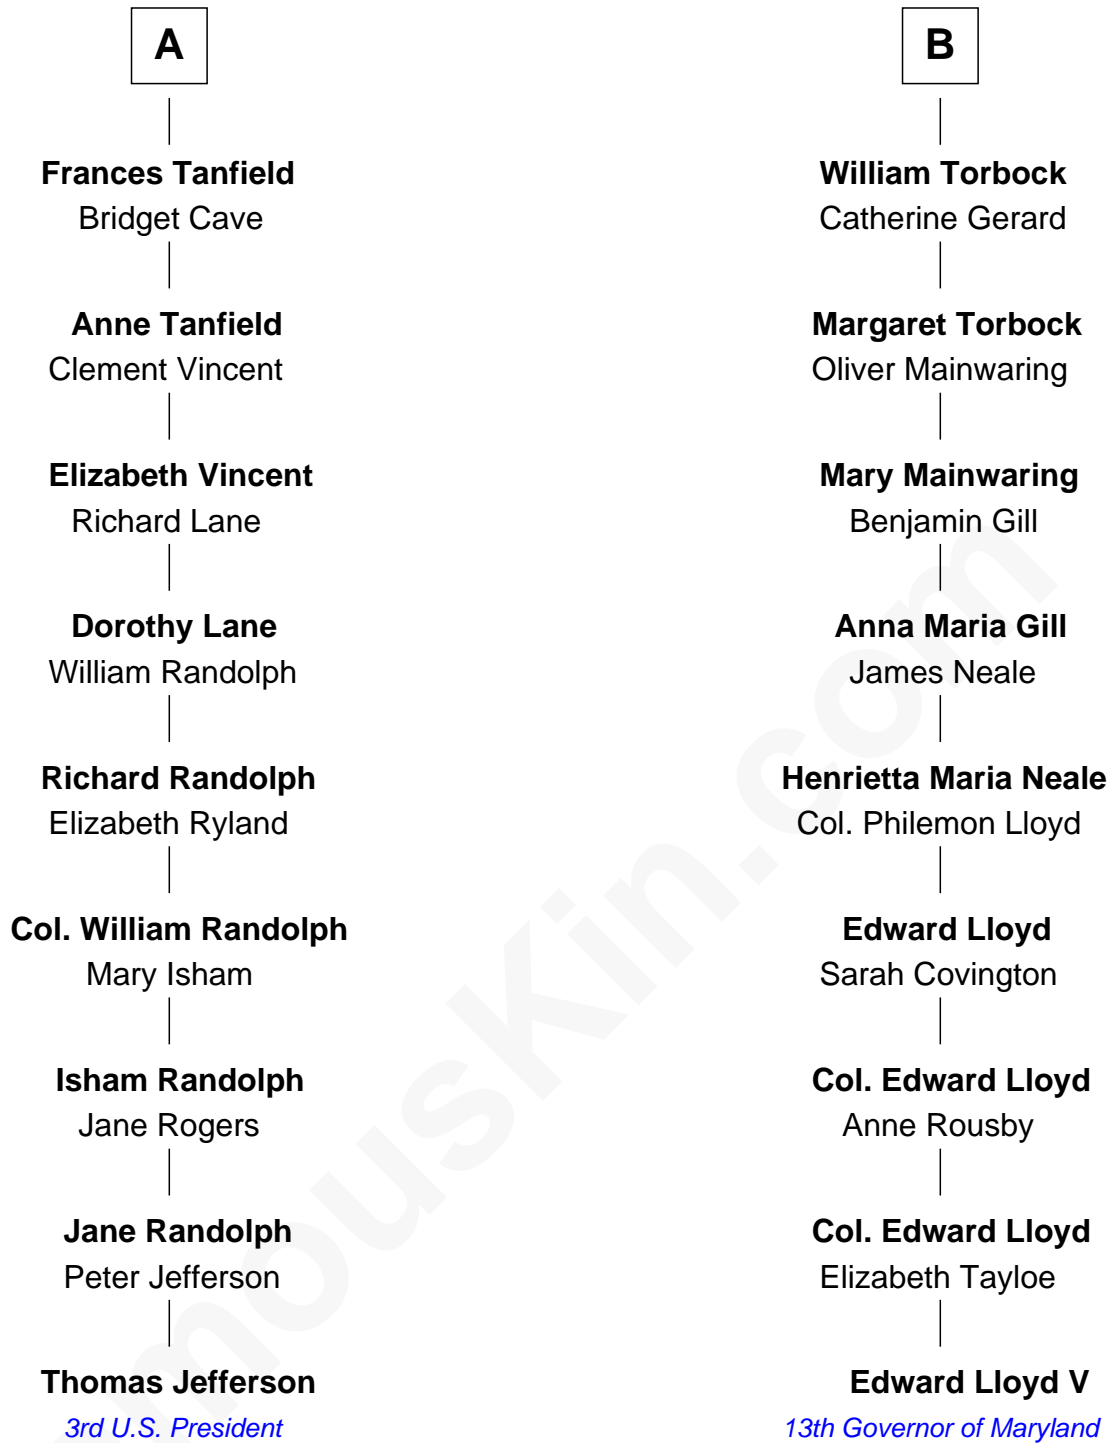 A
Frances Tanfield
Bridget Cave
Anne Tanfield
Clement Vincent
Elizabeth Vincent
Richard Lane
Dorothy Lane
William Randolph
Richard Randolph
Elizabeth Ryland
Col. William Randolph
Mary Isham
Isham Randolph
Jane Rogers
Jane Randolph
Peter Jefferson
Thomas Jefferson
3rd U.S. President
B
William Torbock
Catherine Gerard
Margaret Torbock
Oliver Mainwaring
Mary Mainwaring
Benjamin Gill
Anna Maria Gill
James Neale
Henrietta Maria Neale
Col. Philemon Lloyd
Edward Lloyd
Sarah Covington
Col. Edward Lloyd
Anne Rousby
Col. Edward Lloyd
Elizabeth Tayloe
Edward Lloyd V
13th Governor of Maryland
mousKin.com